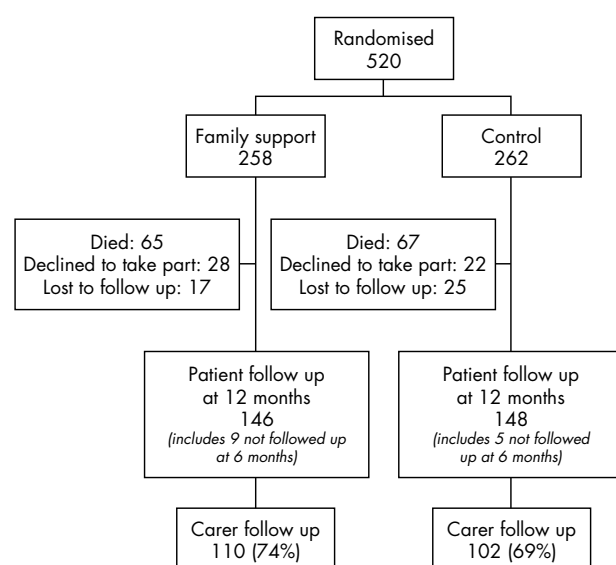 Randomised
520
Family support
258
Control
262
Died: 65
Declined to take part: 28
Lost to follow up: 17
Died: 67
Declined to take part: 22
Lost to follow up: 25
Patient follow up
at 12 months
146
(includes 9 not followed up
at 6 months)
Patient follow up
at 12 months
148
(includes 5 not followed
up at 6 months)
Carer follow up
110 (74%)
Carer follow up
102 (69%)